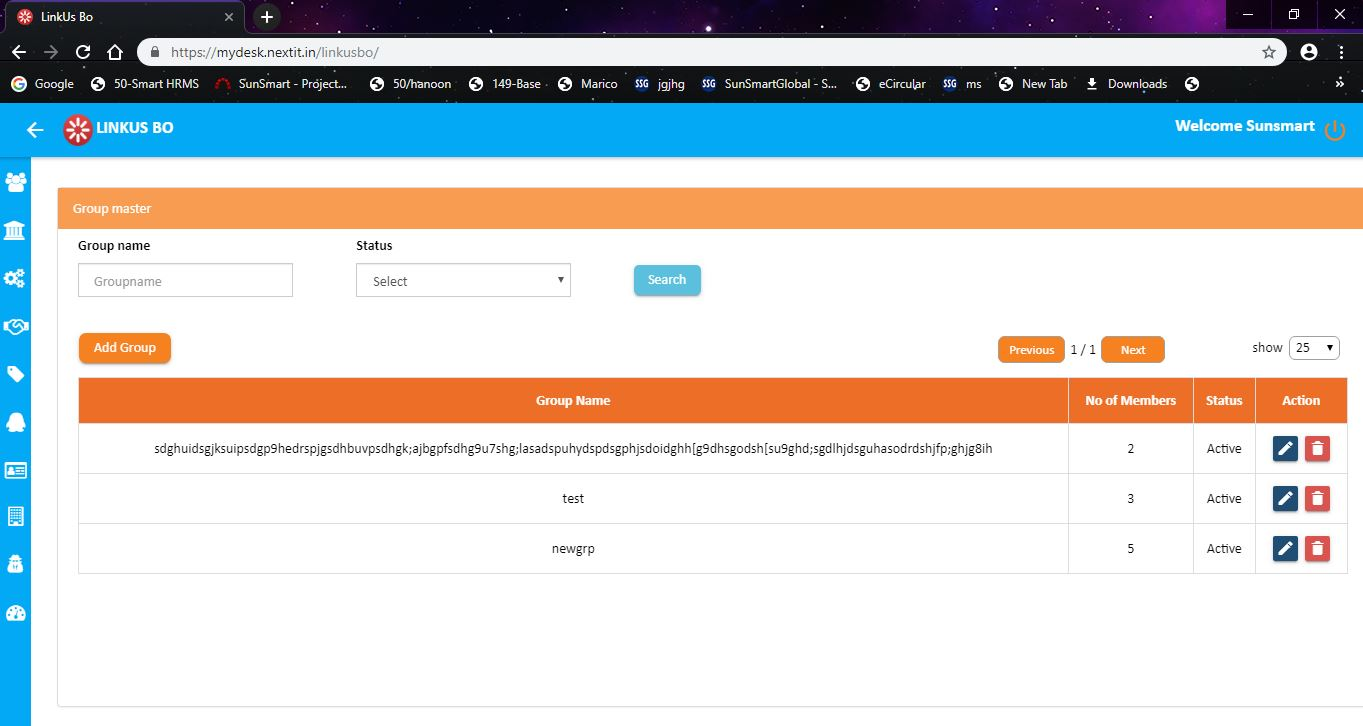 LinkUs Bo
https://mydesk.nextit.in/linkusbo/
Google 50-Smart HRMS SunSmart - Project... 50/hanoon 149-Base Marico SSG jgjhg SSG SunSmartGlobal - S... eCircular SSG ms New Tab Downloads
LINKUS BO Welcome Sunsmart
Group master
Group name Status
Groupname Select Search
Add Group Previous 1 / 1 Next show 25
Group Name No of Members Status Action
sdghuidsgjksuipsdgp9hedrspjgsdhbuvpsdhgk;ajbgpfsdhg9u7shg;lasadspuhydspdsgphjsdoidghh[g9dhsgodsh[su9ghd;sgdlhjdsguhasodrdshjfp;ghjg8ih 2 Active
test 3 Active
newgrp 5 Active